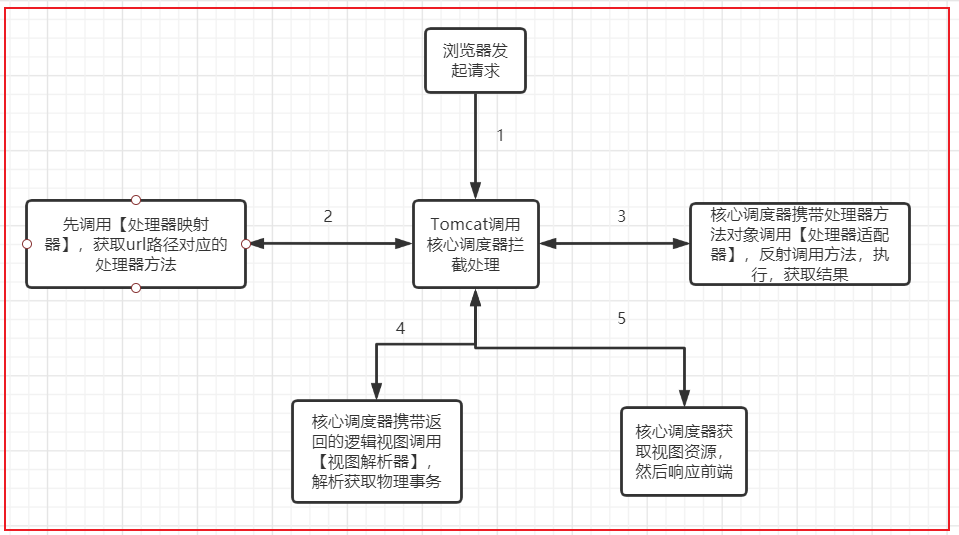 浏览器发
起请求
1
先调用【处理器映射
器】，获取url路径对应的
处理器方法
2
Tomcat调用
核心调度器拦
截处理
3
核心调度器携带处理器方
法对象调用【处理器适配
器】，反射调用方法，执
行，获取结果
4
5
核心调度器携带返
回的逻辑视图调用
【视图解析器】，
解析获取物理事务
核心调度器获
取视图资源，
然后响应前端